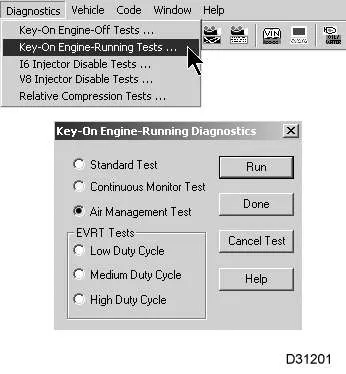 Diagnostics Vehicle Code Window Help
Key-On Engine-Off Tests ...
Key-On Engine-Running Tests ...
I6 Injector Disable Tests ...
V8 Injector Disable Tests ...
Relative Compression Tests ...
VIN
Key-On Engine-Running Diagnostics
Standard Test
Run
Continuous Monitor Test
Air Management Test
Done
EVRT Tests
Low Duty Cycle
Cancel Test
Medium Duty Cycle
Help
High Duty Cycle
D31201